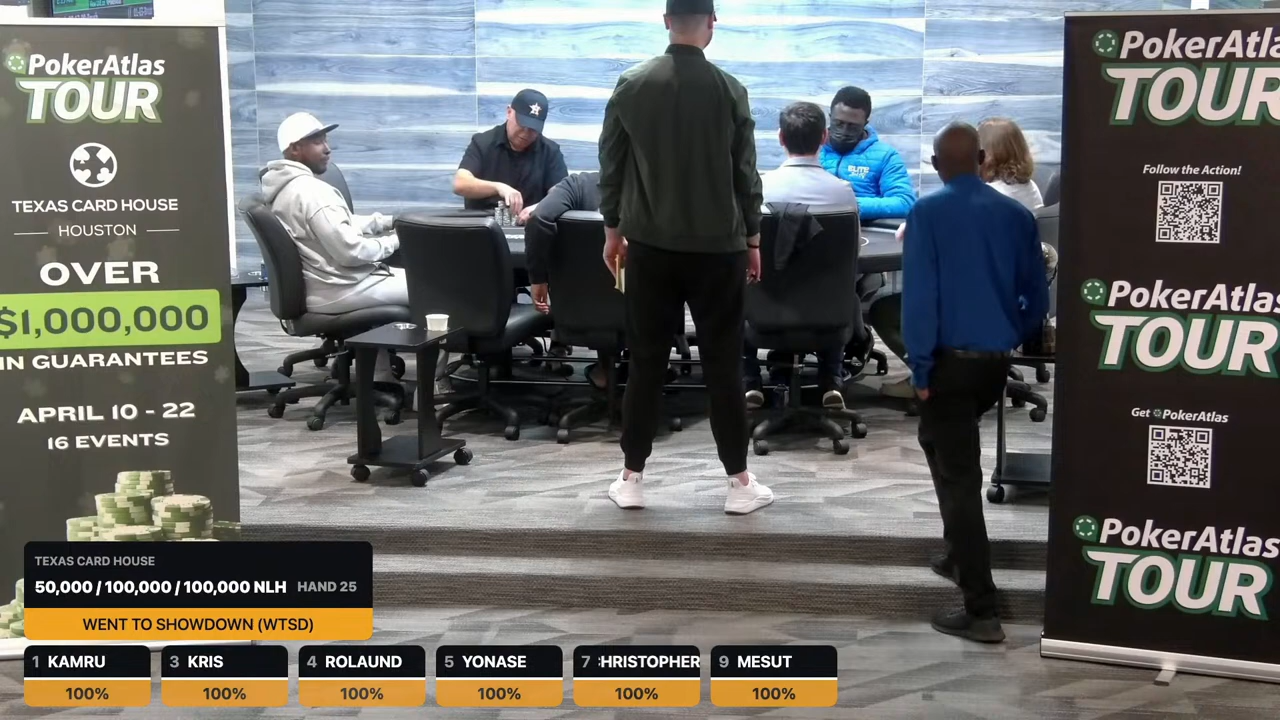 PokerAtlas
TOUR
TEXAS CARD HOUSE
HOUSTON
OVER
$1,000,000
IN GUARANTEES
APRIL 10 - 22
16 EVENTS
ELITE
PokerAtla
TOUR
Follow the Action!
PokerAtlas
TOUR
Get PokerAtlas
PokerAtlas
TOUR
TEXAS CARD HOUSE
50,000 / 100,000 / 100,000 NLH HAND 25
WENT TO SHOWDOWN (WTSD)
1 KAMRU
100%
3 KRIS
100%
4 ROLAUND
100%
5 YONASE
100%
7 HRISTOPHER
100%
9 MESUT
100%